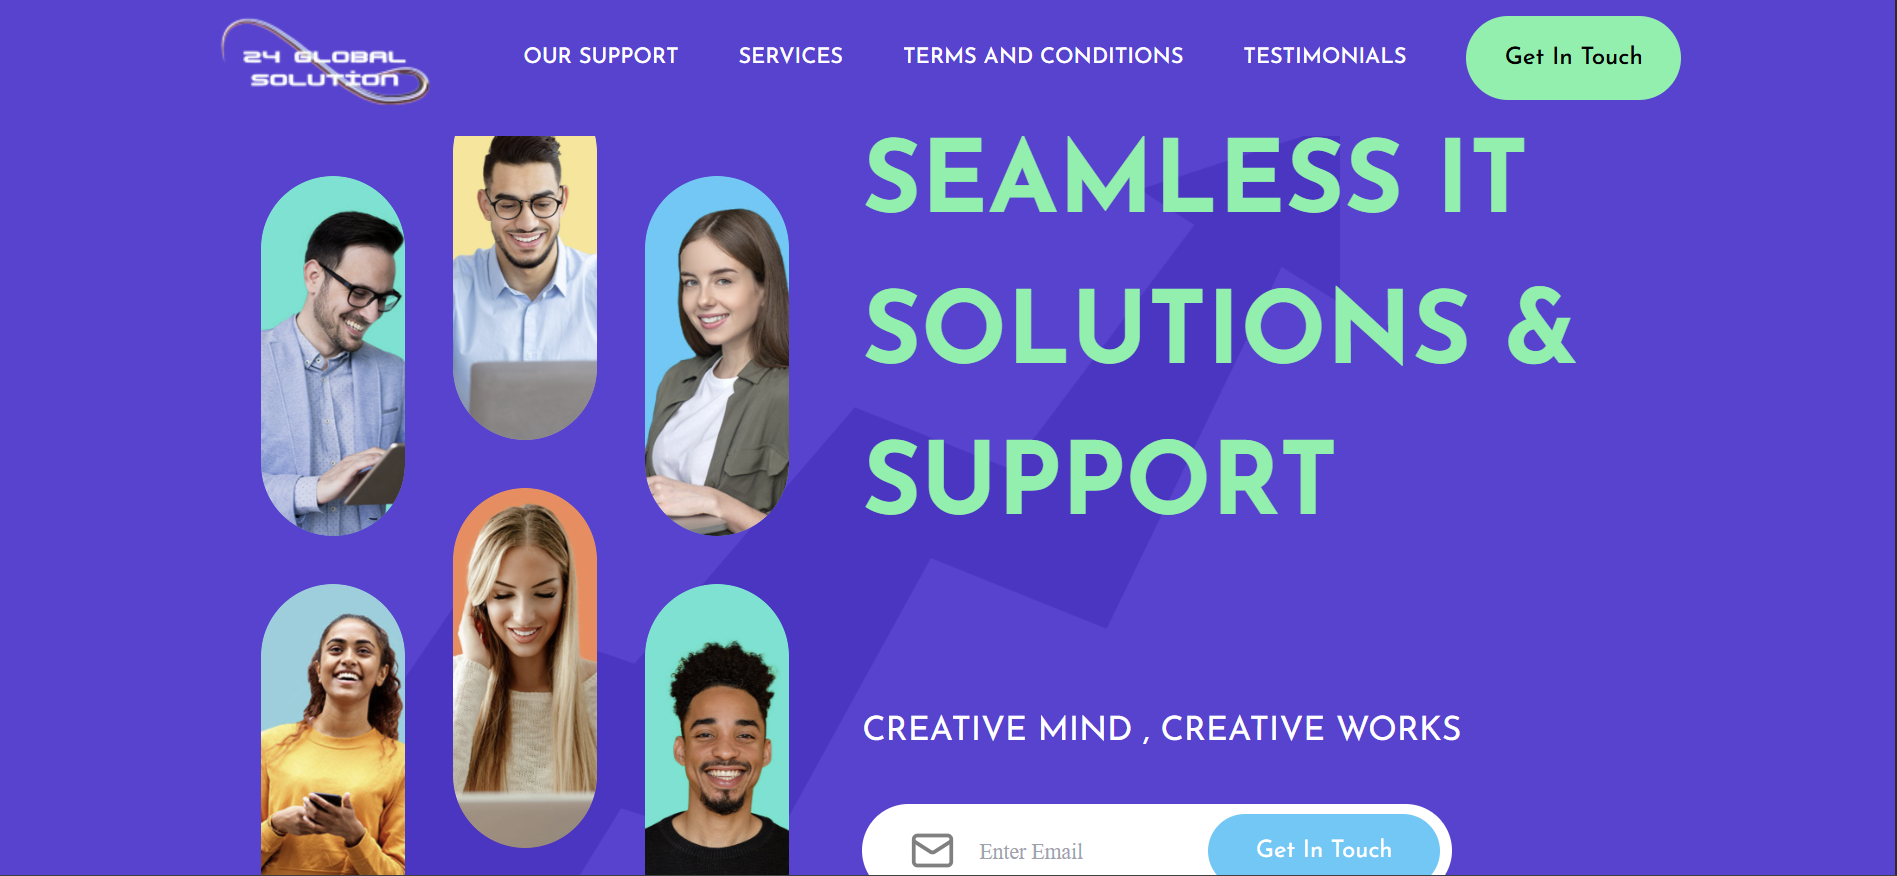 24 GLOBAL
SOLUTION
OUR SUPPORT
SERVICES
TERMS AND CONDITIONS
TESTIMONIALS
Get In Touch
SEAMLESS IT
SOLUTIONS &
SUPPORT
CREATIVE MIND , CREATIVE WORKS
Enter Email
Get In Touch